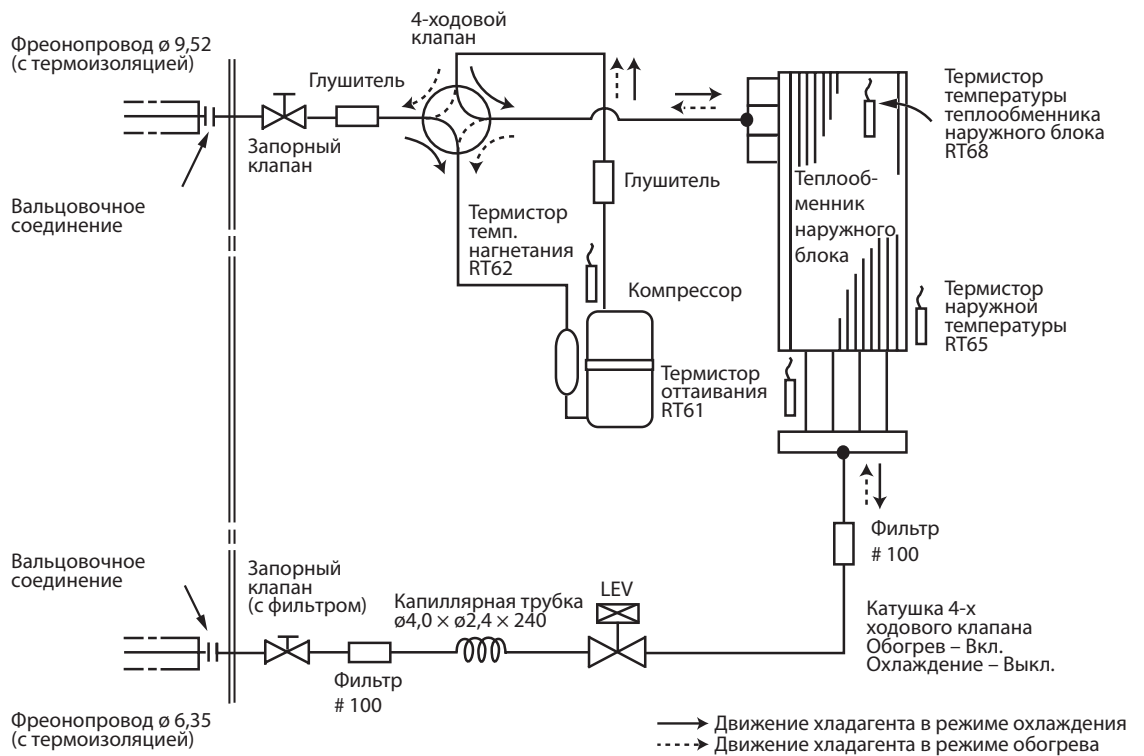 4-ходовой
клапан
Фреонопровод ø 9,52
(с термоизоляцией)
Глушитель
Запорный
клапан
Вальцовочное
соединение
Термистор
температуры
теплообменника
наружного блока
RT68
Глушитель
Теплооб-
менник
наружного
блока
Термистор
темп.
нагнетания
RT62
Компрессор
Термистор
наружной
температуры
RT65
Термистор
оттаивания
RT61
Фильтр
# 100
Вальцовочное
соединение
Запорный
клапан
(с фильтром)
Капиллярная трубка
ø4,0 × ø2,4 × 240
LEV
Катушка 4-х
ходового клапана
Обогрев – Вкл.
Охлаждение – Выкл.
Фильтр
# 100
Фреонопровод ø 6,35
(с термоизоляцией)
Движение хладагента в режиме охлаждения
Движение хладагента в режиме обогрева